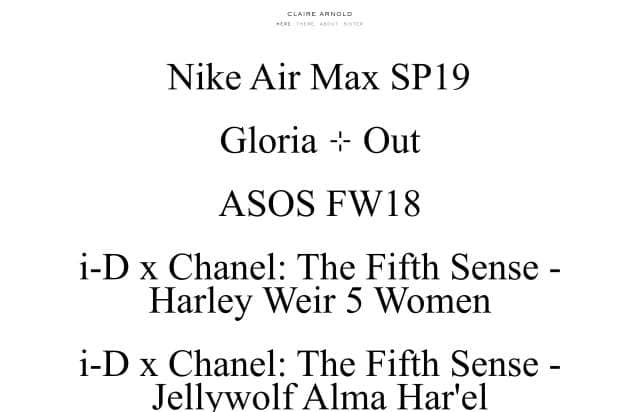 CLAIRE ARNOLD
HERE THERE ABOUT SISTER
Nike Air Max SP19
Gloria ⊹ Out
ASOS FW18
i-D x Chanel: The Fifth Sense -
Harley Weir 5 Women
i-D x Chanel: The Fifth Sense -
Jellywolf Alma Har'el